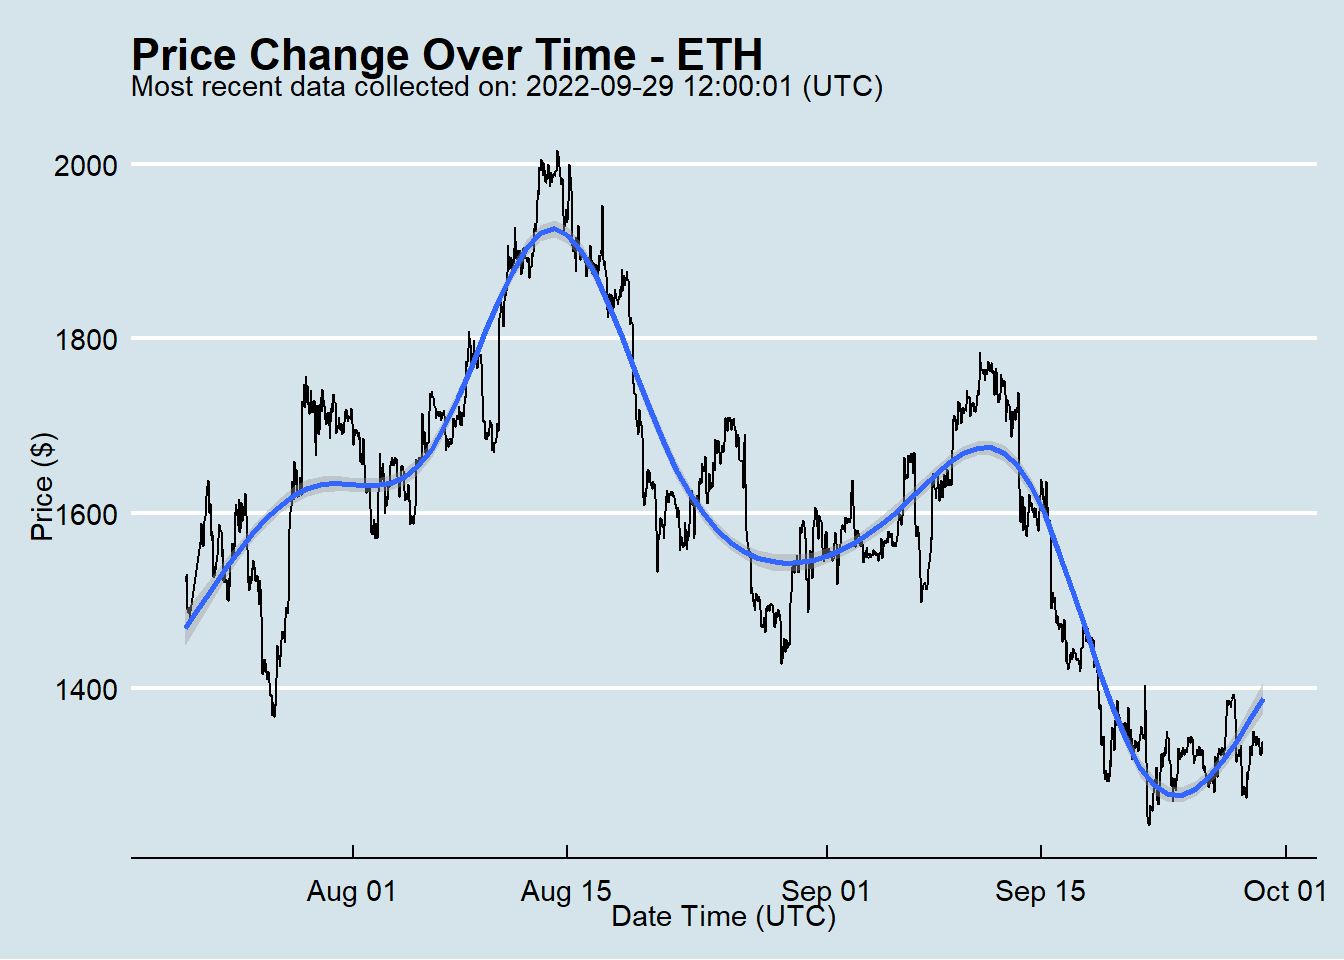 Price Change Over Time - ETH
Most recent data collected on: 2022-09-29 12:00:01 (UTC)
Price ($)
2000
1800
1600
1400
Aug 01
Aug 15
Sep 01
Sep 15
Oct 01
Date Time (UTC)